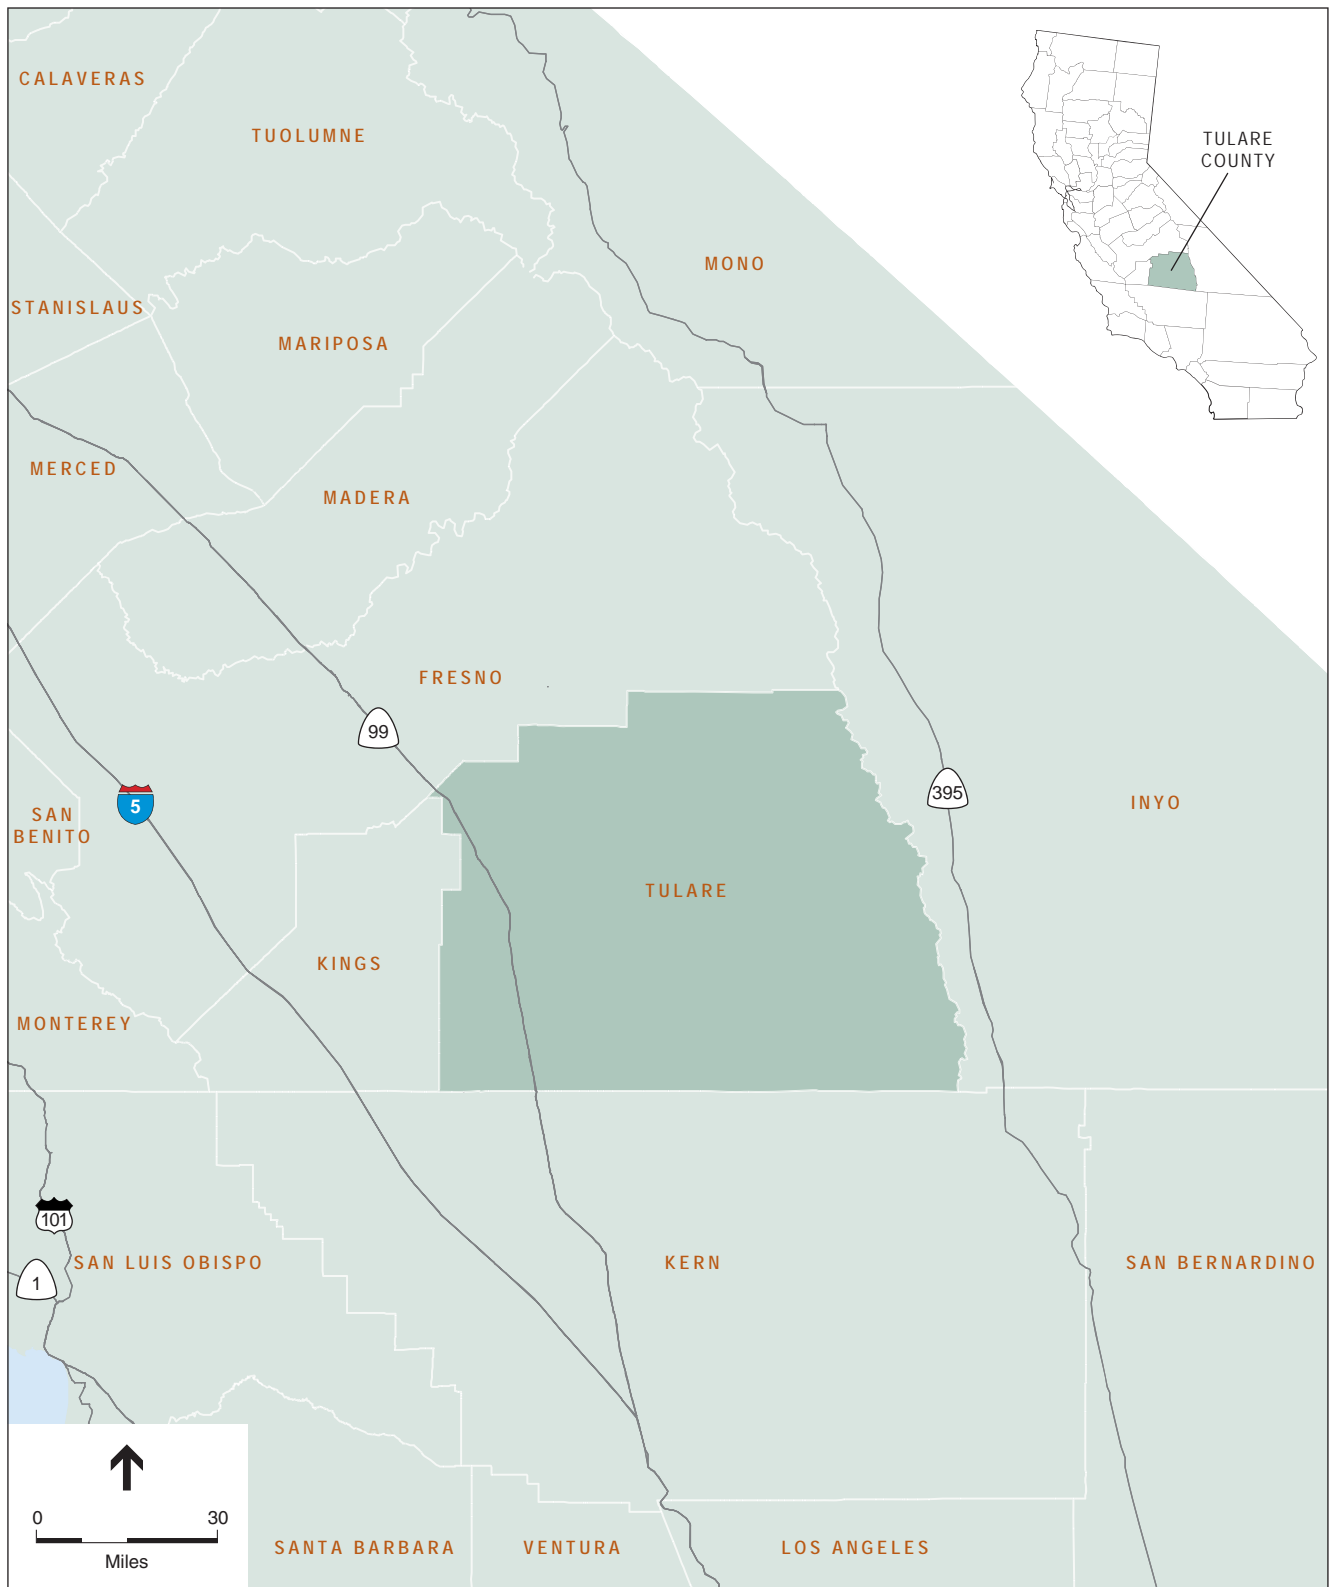 CALAVERAS
TUOLUMNE
TULARE
COUNTY
MONO
STANISLAUS
MARIPOSA
MERCED
MADERA
FRESNO
99
395
5
SAN
BENITO
INYO
TULARE
KINGS
MONTEREY
101
SAN LUIS OBISPO
KERN
SAN BERNARDINO
1
0 30
Miles
SANTA BARBARA
VENTURA
LOS ANGELES